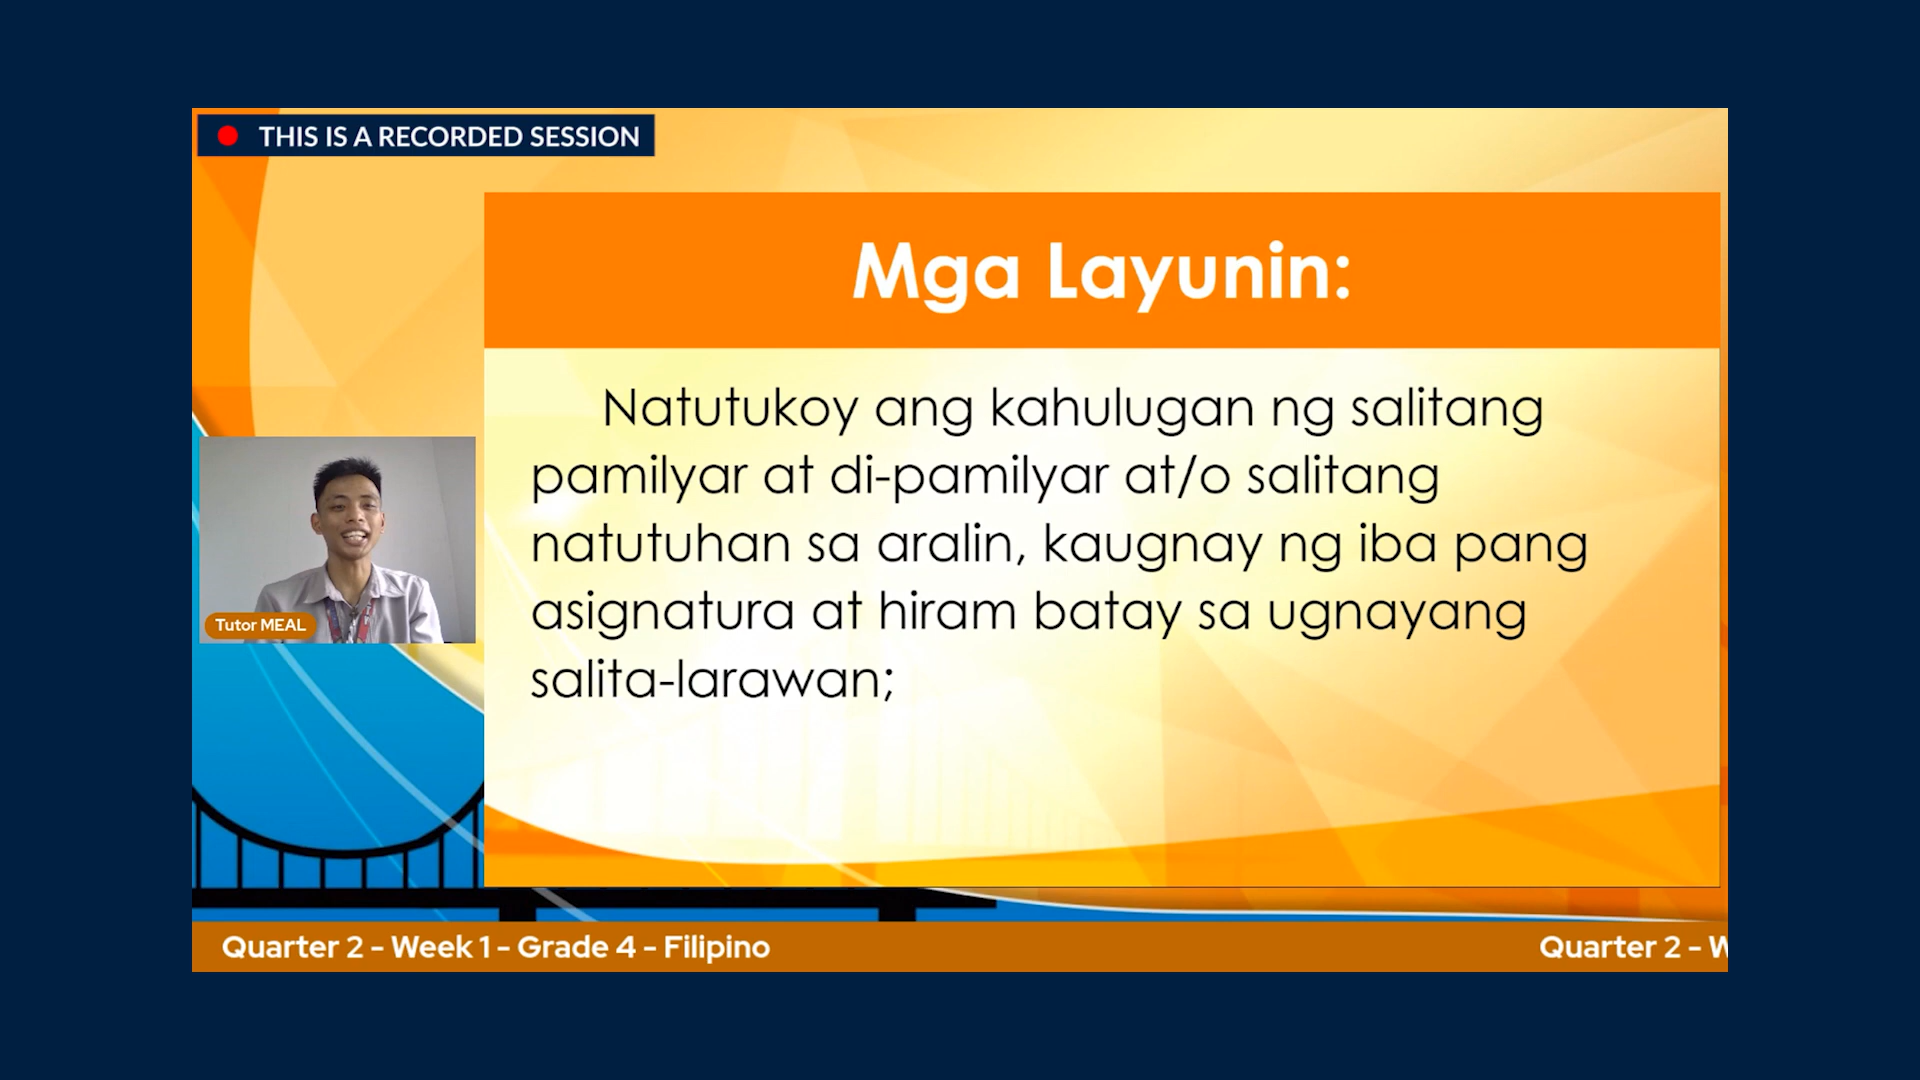 THIS IS A RECORDED SESSION
Mga Layunin:
Natutukoy ang kahulugan ng salitang
pamilyar at di-pamilyar at/o salitang
natutuhan sa aralin, kaugnay ng iba pang
asignatura at hiram batay sa ugnayang
salita-larawan;
Tutor MEAL
Quarter 2 - Week 1 - Grade 4 - Filipino
Quarter 2 -